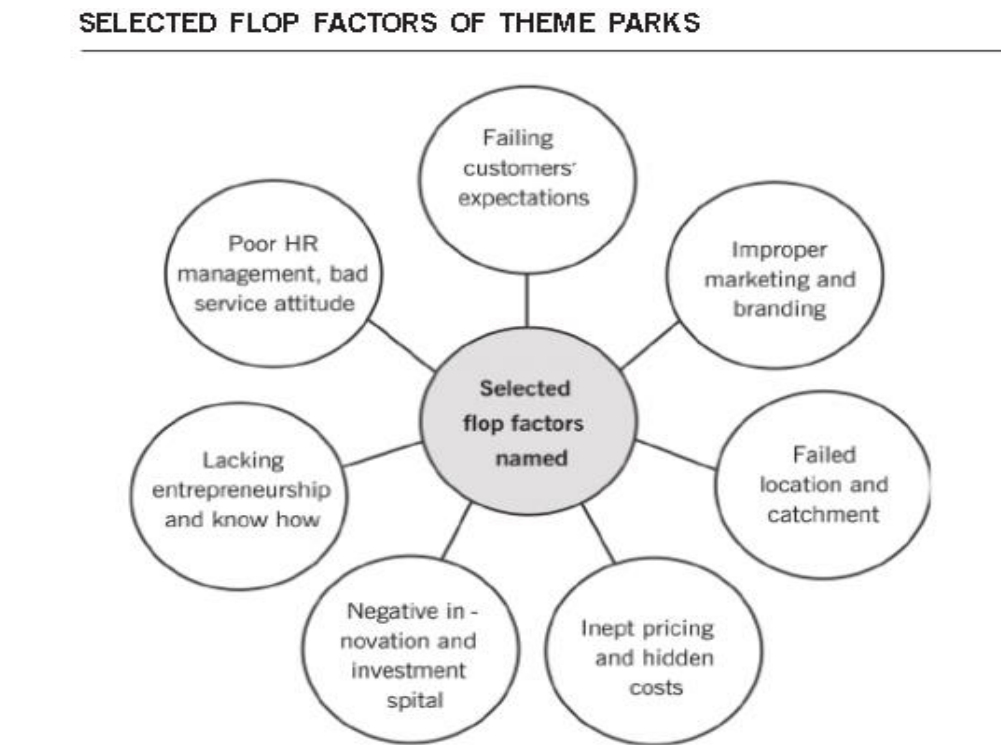 SELECTED FLOP FACTORS OF THEME PARKS
Failing
customers'
expectations
Poor HR
management, bad
service attitude
Improper
marketing and
branding
Selected
flop factors
named
Lacking
entrepreneurship
and know how
Failed
location and
catchment
Negative in -
novation and
investment
spital
Inept pricing
and hidden
costs